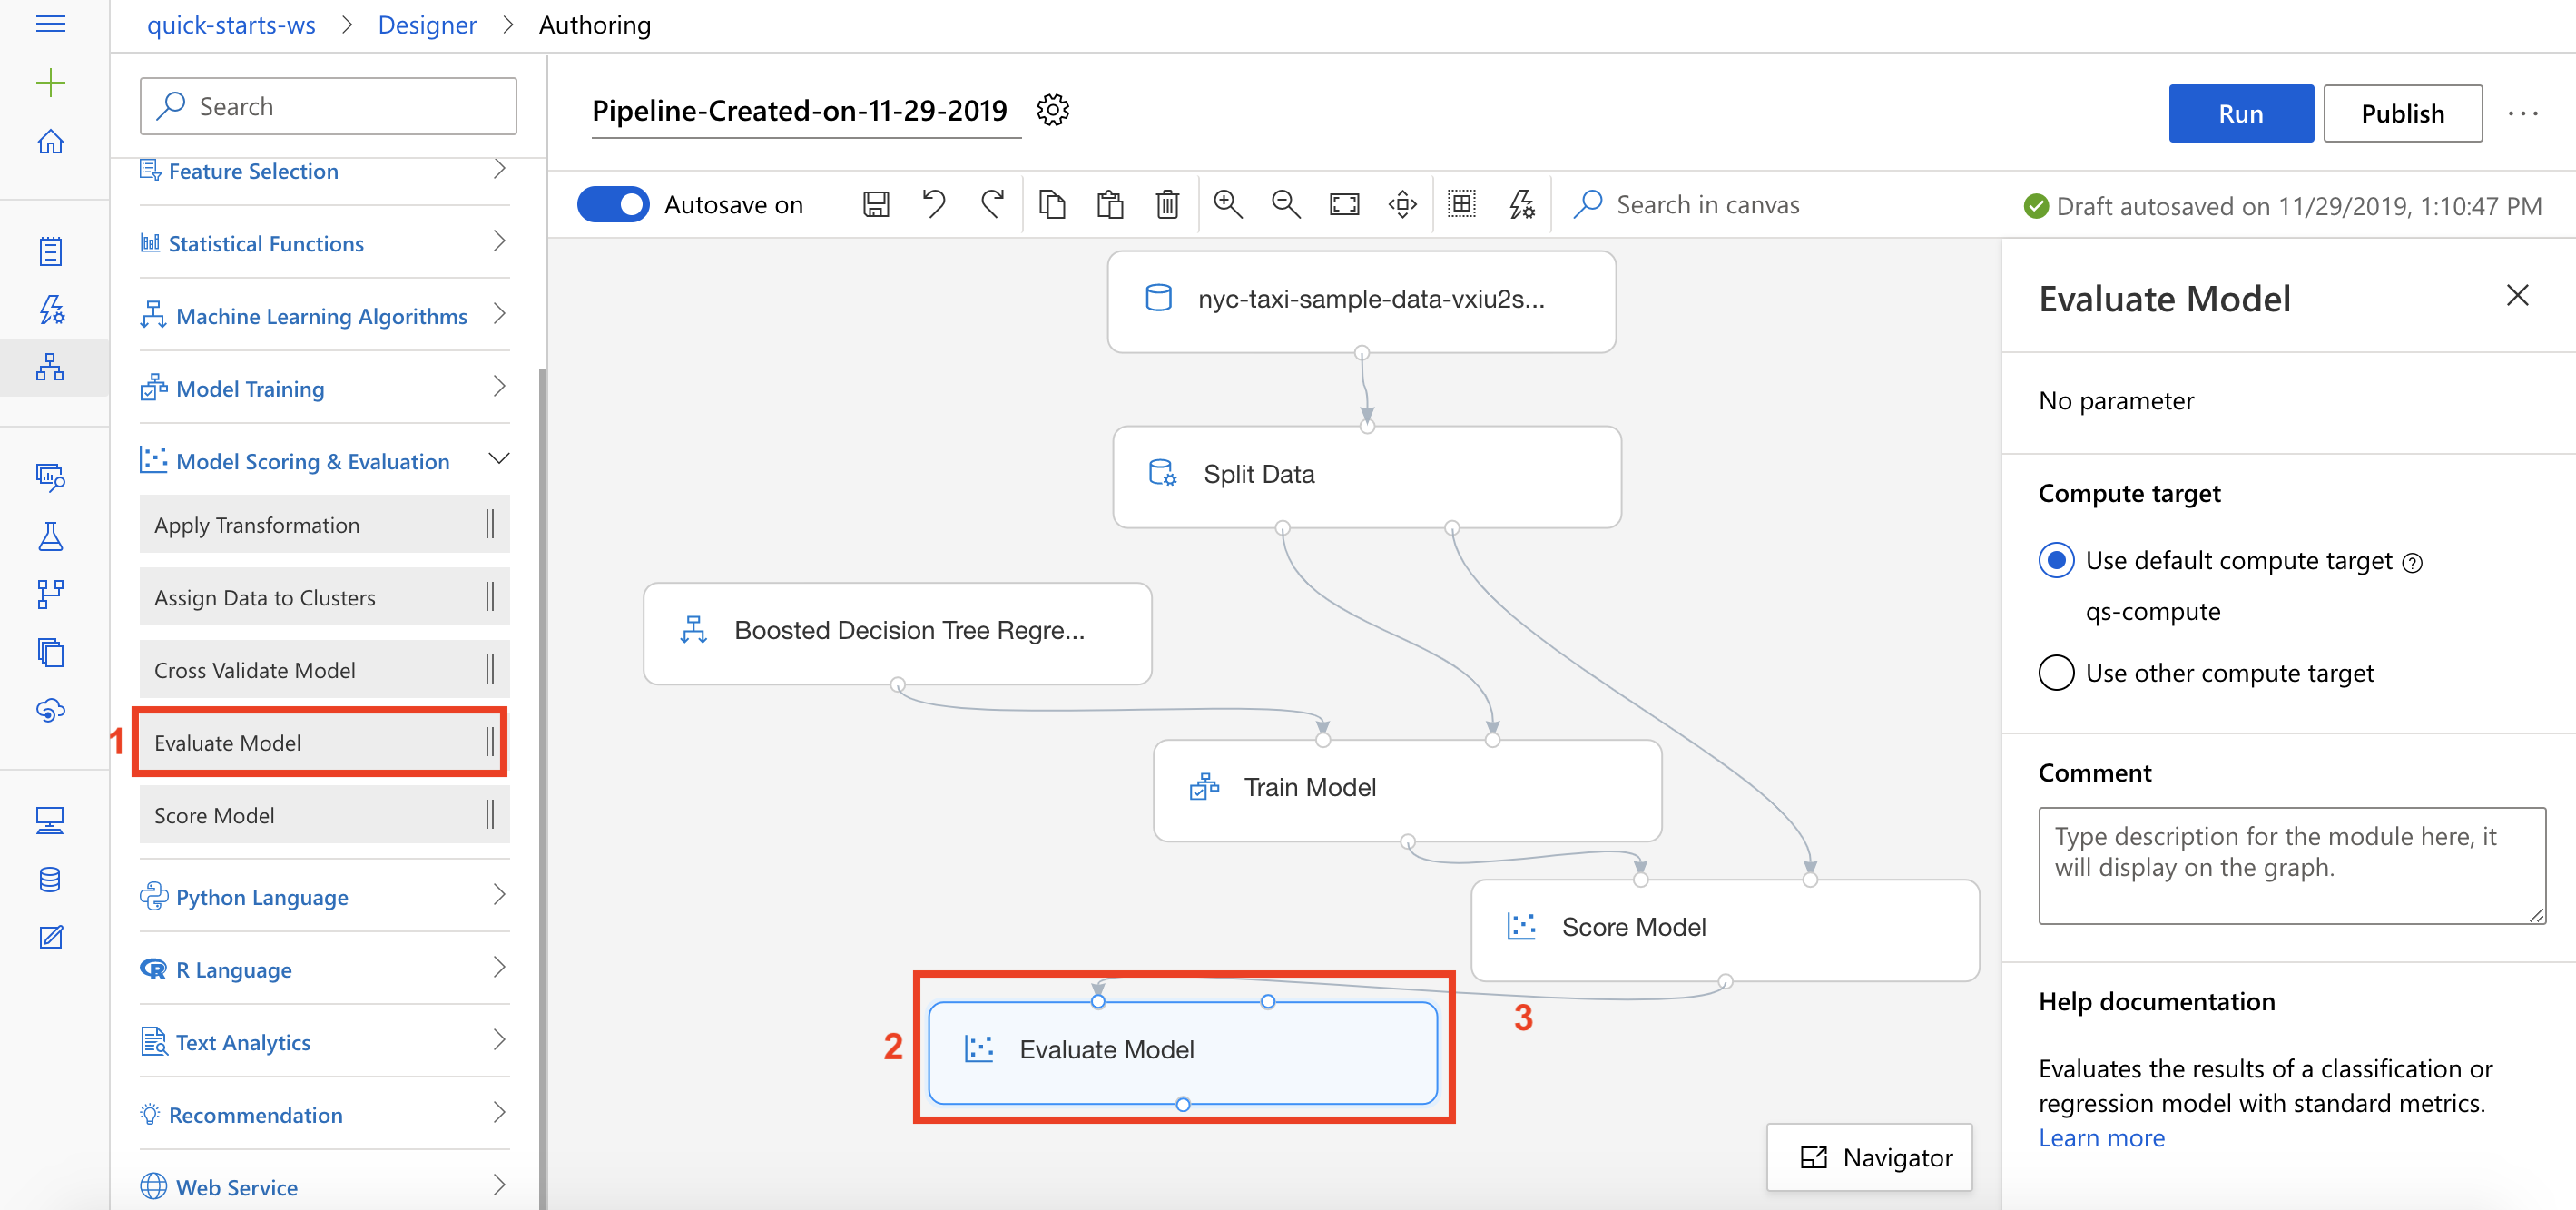 quick-starts-ws > Designer > Authoring
Search
Feature Selection
Statistical Functions
Machine Learning Algorithms
Model Training
Model Scoring & Evaluation
Apply Transformation
Assign Data to Clusters
Cross Validate Model
1
Evaluate Model
Score Model
Python Language
R Language
Text Analytics
Recommendation
Web Service
Pipeline-Created-on-11-29-2019
Run
Publish
...
Autosave on
Search in canvas
Draft autosaved on 11/29/2019, 1:10:47 PM
nyc-taxi-sample-data-vxiu2s...
Split Data
Boosted Decision Tree Regre...
Train Model
Score Model
3
2
Evaluate Model
Navigator
Evaluate Model
No parameter
Compute target
Use default compute target ?
qs-compute
Use other compute target
Comment
Type description for the module here, it
will display on the graph.
Help documentation
Evaluates the results of a classification or
regression model with standard metrics.
Learn more